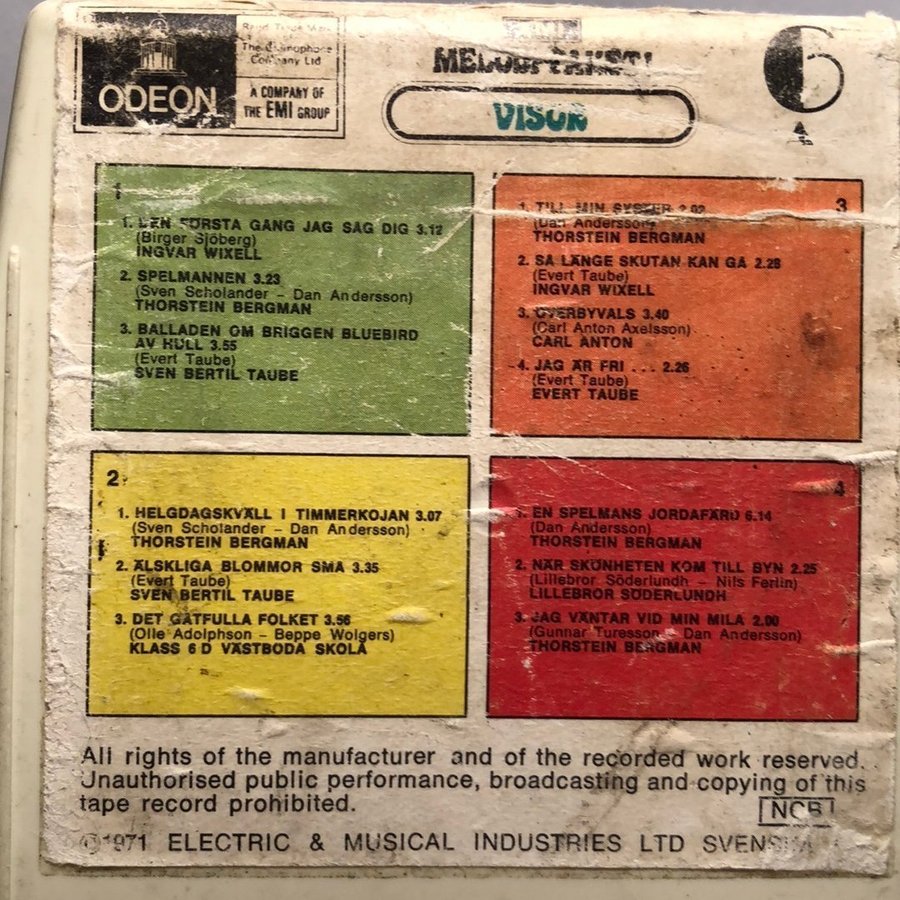 ODEON
The Gramophone
Company Ltd
A COMPANY OF
THE EMI GROUP
VISOR
6
1
1. DEN FÖRSTA GÅNG JAG SÅG DIG 3.12
(Birger Sjöberg)
INGVAR WIXELL
2. SPELMANNEN 3.23
(Sven Scholander – Dan Andersson)
THORSTEIN BERGMAN
3. BALLADEN OM BRIGGEN BLUEBIRD
AV HULL 3.55
(Evert Taube)
SVEN BERTIL TAUBE
2
1. HELGDAGSKVÄLL I TIMMERKOJAN 3.07
(Sven Scholander – Dan Andersson)
THORSTEIN BERGMAN
2. ÄLSKLIGA BLOMMOR SMÅ 3.35
(Evert Taube)
SVEN BERTIL TAUBE
3. DET GÅTFULLA FOLKET 3.56
(Olle Adolphson – Beppe Wolgers)
KLASS 6 D VÄSTBODA SKOLA
3
1. TILL MIN SYSTER 2.02
(Dan Andersson)
THORSTEIN BERGMAN
2. SÅ LÄNGE SKUTAN KAN GÅ 2.28
(Evert Taube)
INGVAR WIXELL
3. ÖVERBYVALS 3.40
(Carl Anton Axelsson)
CARL ANTON
4. JAG ÄR FRI . . . 2.26
(Evert Taube)
EVERT TAUBE
4
1. EN SPELMANS JORDAFÄRD 6.14
(Dan Andersson)
THORSTEIN BERGMAN
2. NÄR SKÖNHETEN KOM TILL BYN 2.25
(Lillebror Söderlundh – Nils Ferlin)
LILLEBROR SÖDERLUNDH
3. JAG VÄNTAR VID MIN MILA 2.00
(Gunnar Turesson – Dan Andersson)
THORSTEIN BERGMAN
All rights of the manufacturer and of the recorded work reserved.
Unauthorised public performance, broadcasting and copying of this
tape record prohibited.
NCB
1971 ELECTRIC & MUSICAL INDUSTRIES LTD